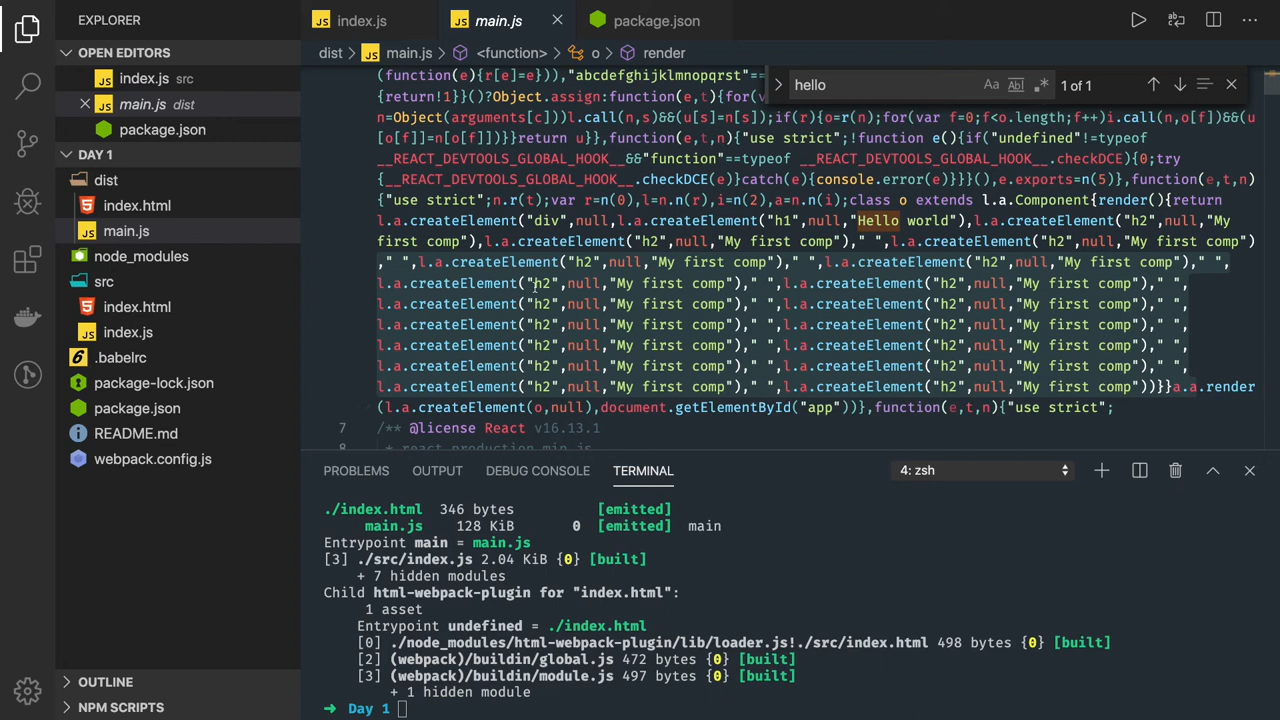 EXPLORER
OPEN EDITORS
JS index.js src
JS main.js dist
package.json
DAY 1
dist
index.html
JS main.js
node_modules
src
index.html
JS index.js
.babelrc
package-lock.json
package.json
README.md
webpack.config.js
OUTLINE
NPM SCRIPTS
JS index.js
JS main.js
package.json
dist > JS main.js > <function> > o > render
hello
Aa Abl .*
1 of 1
(function(e){r[e]=e})),"abcdefghijklmnopqrst"==
{return!1}}()?Object.assign:function(e,t){for(v
n=Object(arguments[c]))l.call(n,s)&&(u[s]=n[s]);if(r){o=r(n);for(var f=0;f<o.length;f++)i.call(n,o[f])&&(u
[o[f]]=n[o[f]])}}return u}},function(e,t,n){"use strict";!function e(){if("undefined"!=typeof
__REACT_DEVTOOLS_GLOBAL_HOOK__&&"function"==typeof __REACT_DEVTOOLS_GLOBAL_HOOK__.checkDCE){0;try
{__REACT_DEVTOOLS_GLOBAL_HOOK__.checkDCE(e)}catch(e){console.error(e)}}}(),e.exports=n(5)},function(e,t,n)
{"use strict";n.r(t);var r=n(0),l=n.n(r),i=n(2),a=n.n(i);class o extends l.a.Component{render(){return
l.a.createElement("div",null,l.a.createElement("h1",null,"Hello world"),l.a.createElement("h2",null,"My
first comp"),l.a.createElement("h2",null,"My first comp")," ",l.a.createElement("h2",null,"My first comp")
," ",l.a.createElement("h2",null,"My first comp")," ",l.a.createElement("h2",null,"My first comp")," ",
l.a.createElement("h2",null,"My first comp")," ",l.a.createElement("h2",null,"My first comp")," ",
l.a.createElement("h2",null,"My first comp")," ",l.a.createElement("h2",null,"My first comp")," ",
l.a.createElement("h2",null,"My first comp")," ",l.a.createElement("h2",null,"My first comp")," ",
l.a.createElement("h2",null,"My first comp")," ",l.a.createElement("h2",null,"My first comp")," ",
l.a.createElement("h2",null,"My first comp")," ",l.a.createElement("h2",null,"My first comp")," ",
l.a.createElement("h2",null,"My first comp")," ",l.a.createElement("h2",null,"My first comp"))}}a.a.render
(l.a.createElement(o,null),document.getElementById("app"))},function(e,t,n){"use strict";
7 /** @license React v16.13.1
8 * react.production.min.js
PROBLEMS OUTPUT DEBUG CONSOLE TERMINAL 4: zsh
./index.html 346 bytes [emitted]
main.js 128 KiB 0 [emitted] main
Entrypoint main = main.js
[3] ./src/index.js 2.04 KiB {0} [built]
+ 7 hidden modules
Child html-webpack-plugin for "index.html":
1 asset
Entrypoint undefined = ./index.html
[0] ./node_modules/html-webpack-plugin/lib/loader.js!./src/index.html 498 bytes {0} [built]
[2] (webpack)/buildin/global.js 472 bytes {0} [built]
[3] (webpack)/buildin/module.js 497 bytes {0} [built]
+ 1 hidden module
➜ Day 1